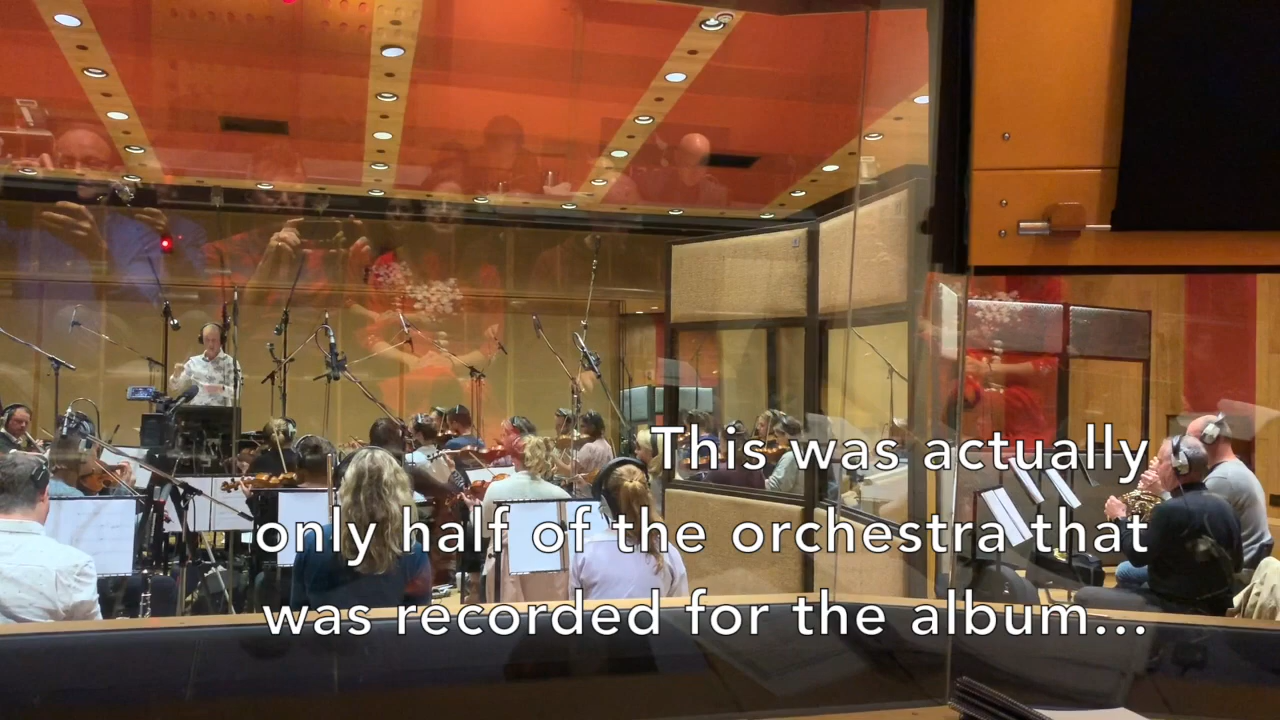 This was actually
only half of the orchestra that
was recorded for the album...